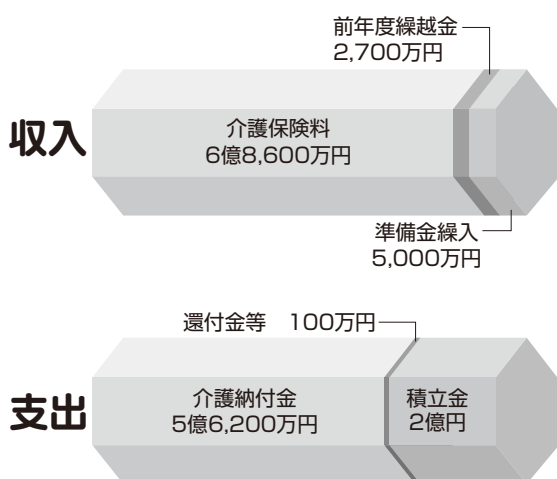 前年度繰越金
2,700万円
収入
介護保険料
6億8,600万円
準備金繰入
5,000万円
還付金等 100万円
支出
介護納付金
5億6,200万円
積立金
2億円